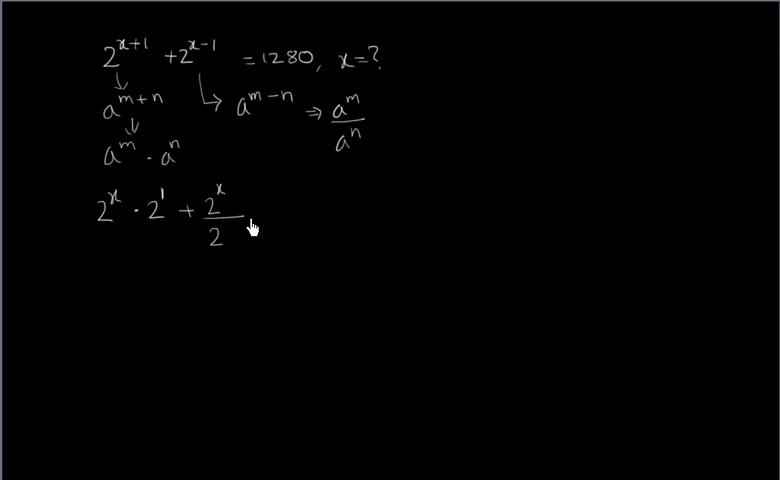 2^{x+1} + 2^{x-1} = 1280, x = ?
↓ ↳ a^{m-n} ⇒ a^m / a^n
a^{m+n}
↓
a^m · a^n
2^x · 2^1 + 2^x / 2